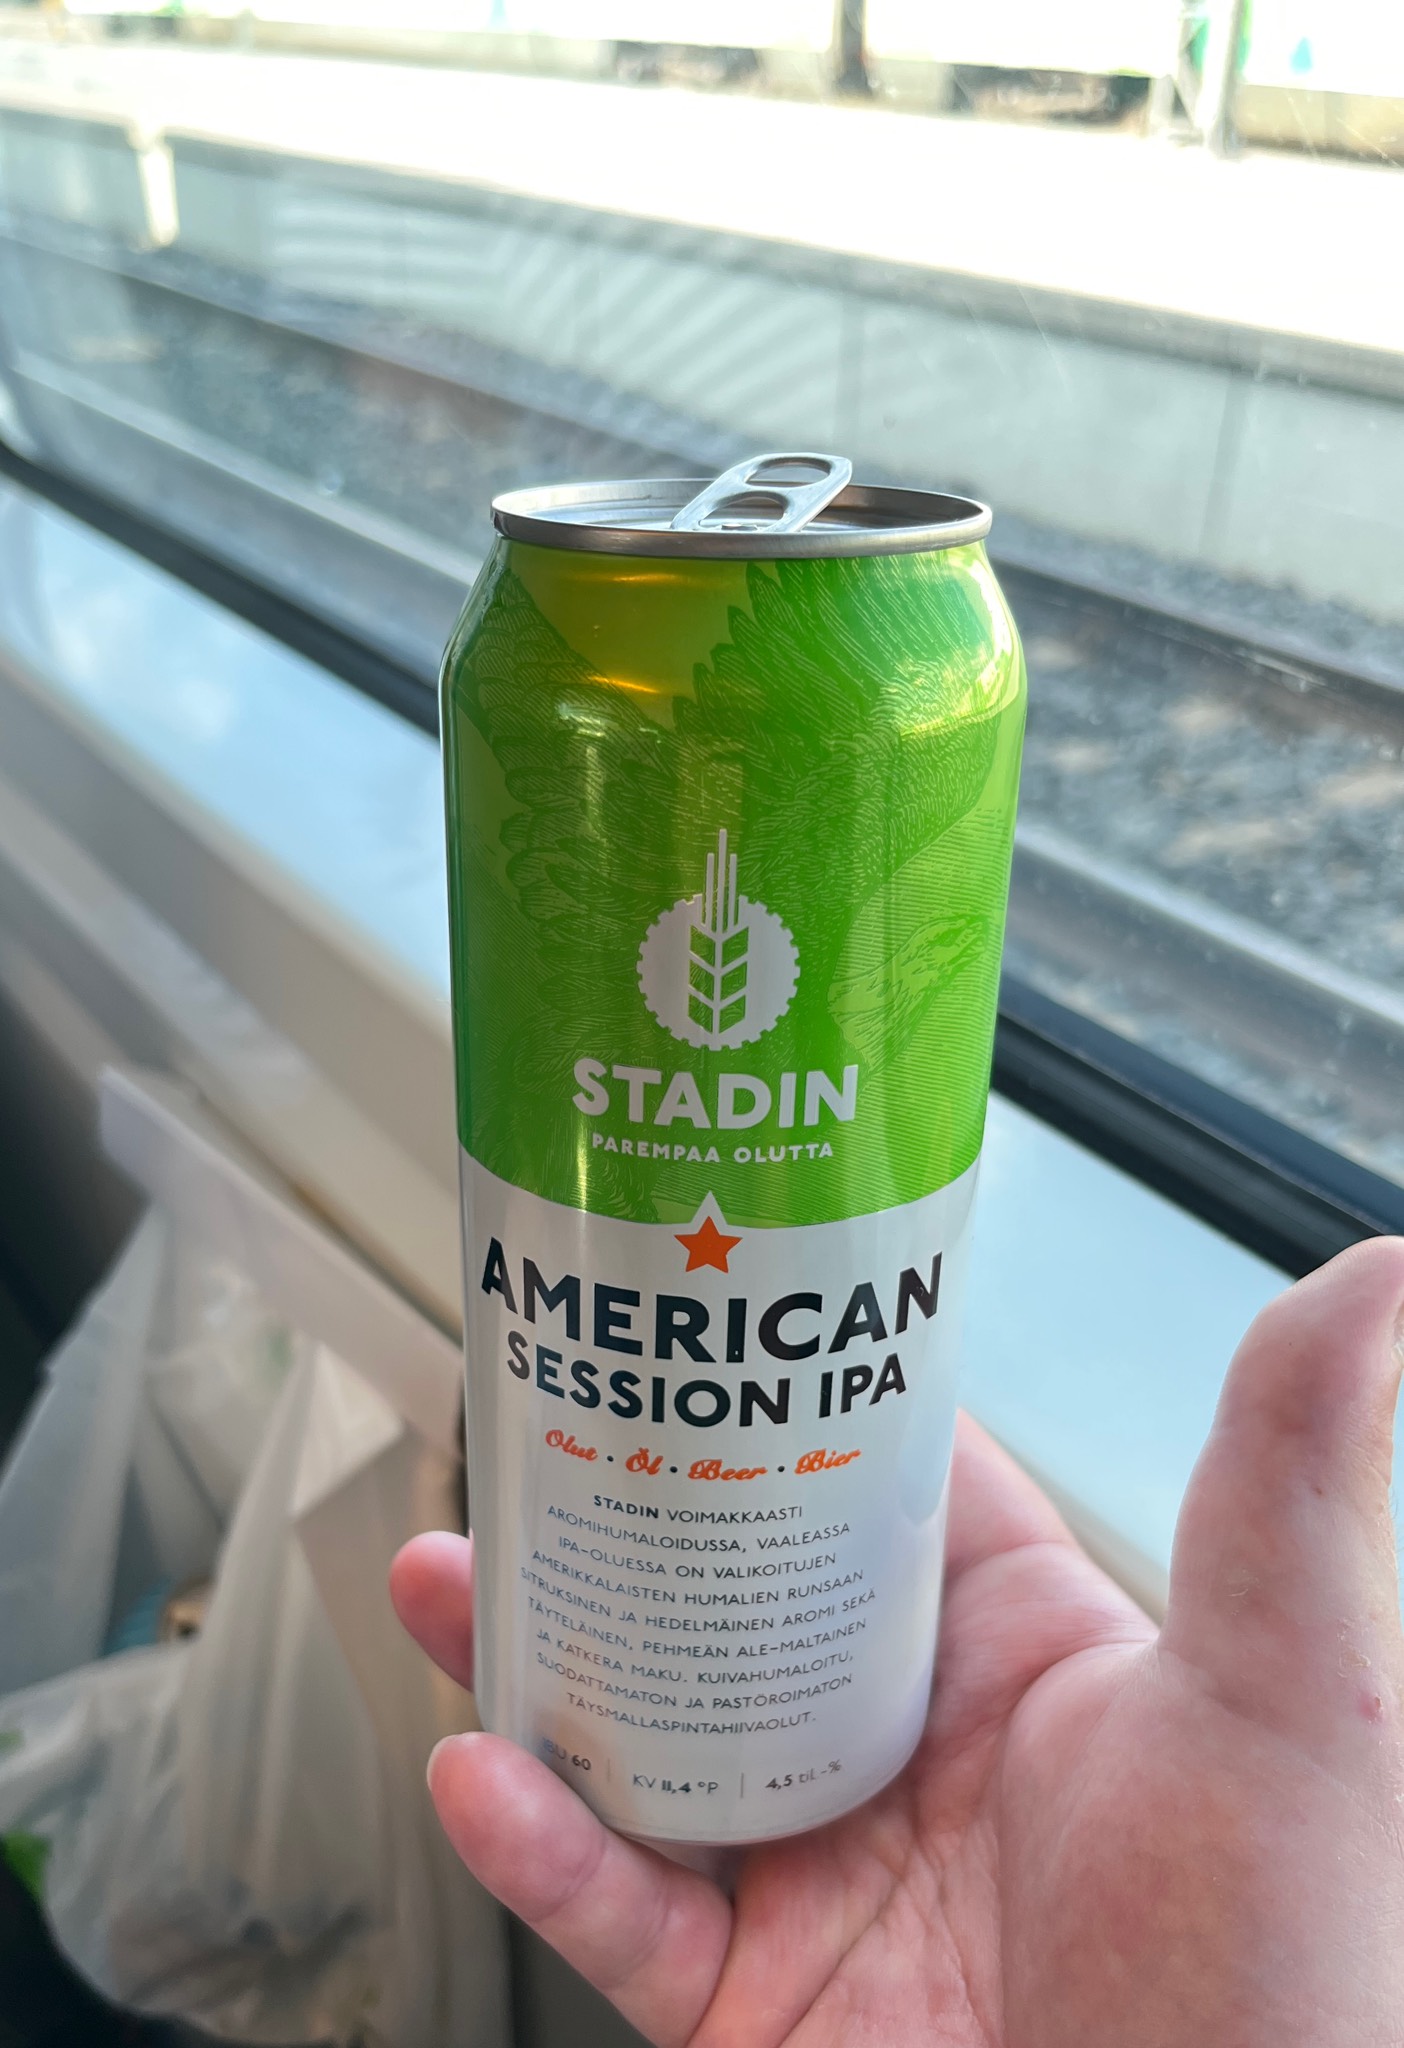 STADIN
PAREMPAA OLUTTA
AMERICAN
SESSION IPA
Olut · Öl · Beer · Bier
STADIN VOIMAKKAASTI
AROMIHUMALOIDUSSA, VAALEASSA
IPA-OLUESSA ON VALIKOITUJEN
AMERIKKALAISTEN HUMALIEN RUNSAAN
SITRUKSINEN JA HEDELMÄINEN AROMI SEKÄ
TÄYTELÄINEN, PEHMEÄN ALE-MALTAINEN
JA KATKERA MAKU. KUIVAHUMALOITU,
SUODATTAMATON JA PASTÖROIMATON
TÄYSMALLASPINTAHIIVAOLUT.
IBU 60 | KV 11,4 °P | 4,5 til.-%